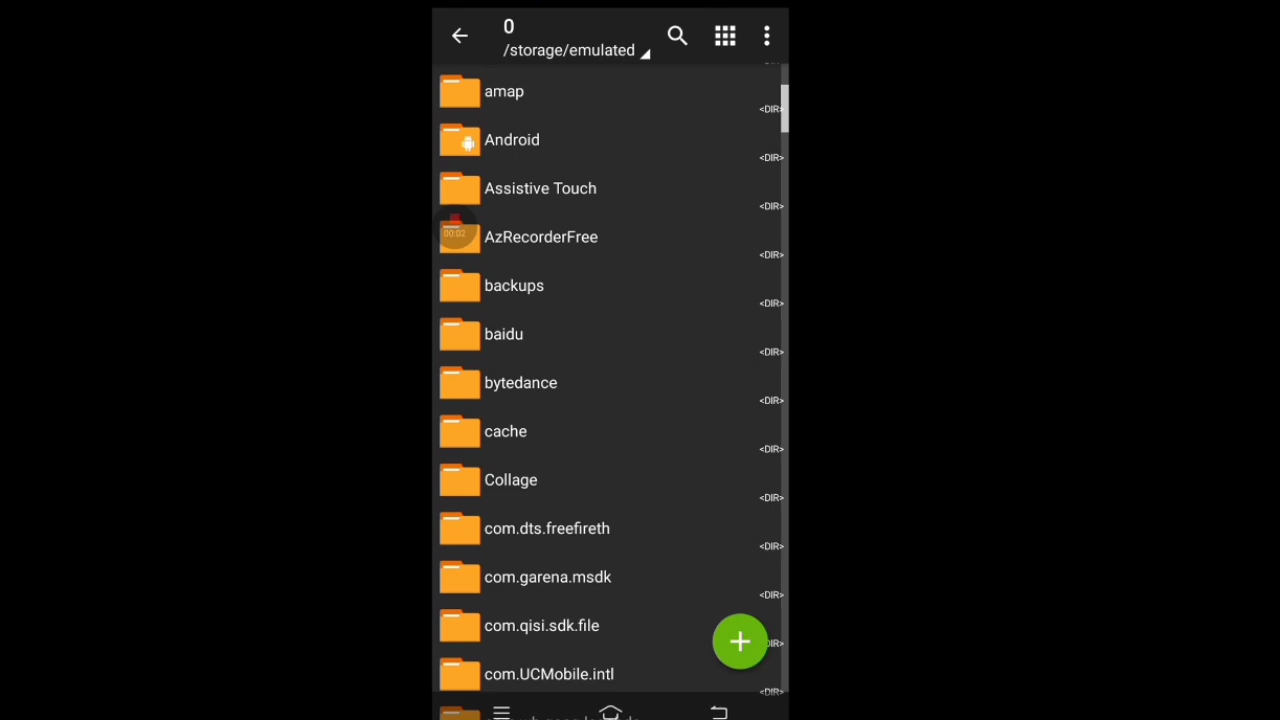 0
/storage/emulated
amap
<DIR>
Android
<DIR>
Assistive Touch
<DIR>
00:02
AzRecorderFree
<DIR>
backups
<DIR>
baidu
<DIR>
bytedance
<DIR>
cache
<DIR>
Collage
<DIR>
com.dts.freefireth
<DIR>
com.garena.msdk
<DIR>
com.qisi.sdk.file
DIR>
com.UCMobile.intl
<DIR>